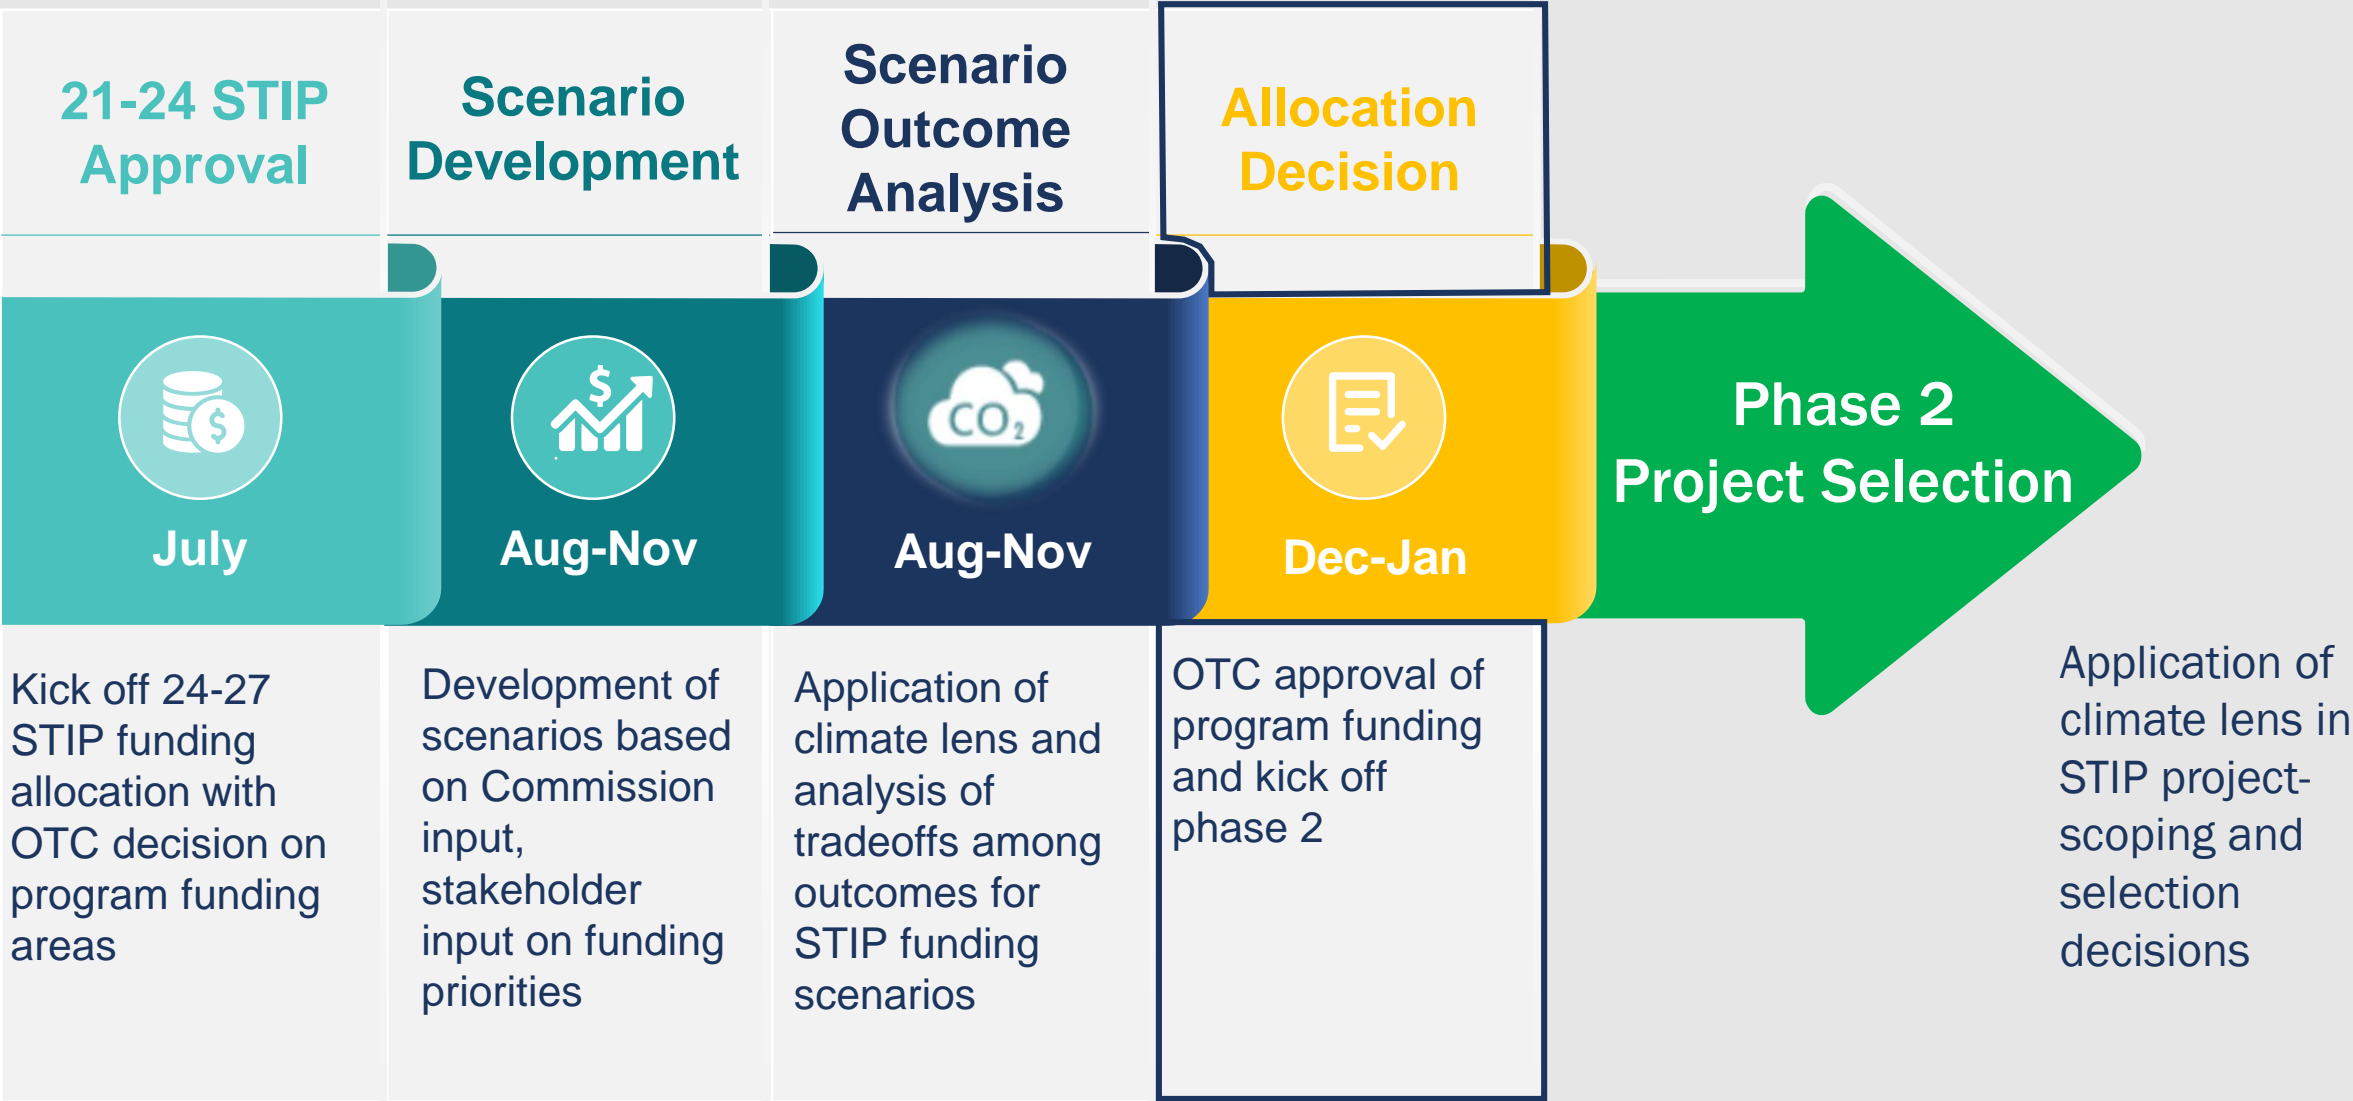 21-24 STIP
Approval
Scenario
Development
Scenario
Outcome
Analysis
Allocation
Decision
$
July
$
Aug-Nov
CO₂
Aug-Nov
Dec-Jan
Phase 2
Project Selection
Kick off 24-27
STIP funding
allocation with
OTC decision on
program funding
areas
Development of
scenarios based
on Commission
input,
stakeholder
input on funding
priorities
Application of
climate lens and
analysis of
tradeoffs among
outcomes for
STIP funding
scenarios
OTC approval of
program funding
and kick off
phase 2
Application of
climate lens in
STIP project-
scoping and
selection
decisions